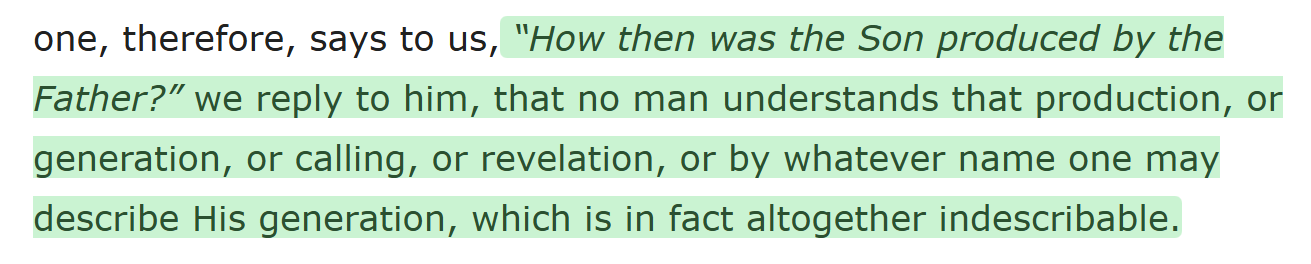 one, therefore, says to us, “How then was the Son produced by the
Father?” we reply to him, that no man understands that production, or
generation, or calling, or revelation, or by whatever name one may
describe His generation, which is in fact altogether indescribable.